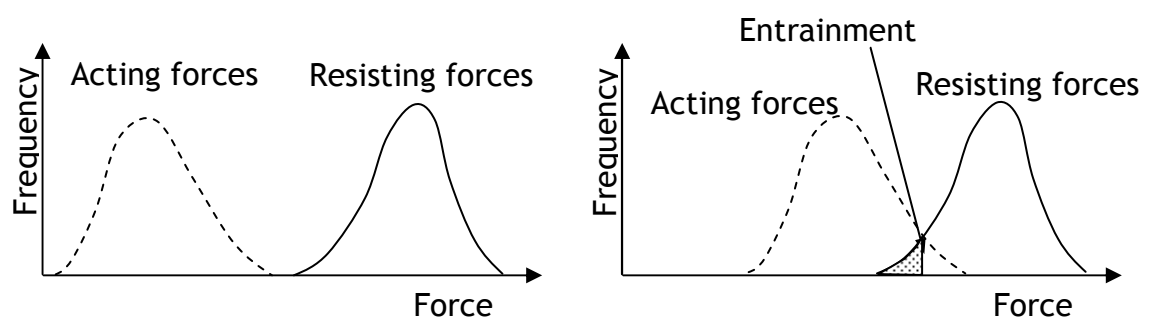 Frequency
Acting forces
Resisting forces
Force
Entrainment
Frequency
Acting forces
Resisting forces
Force